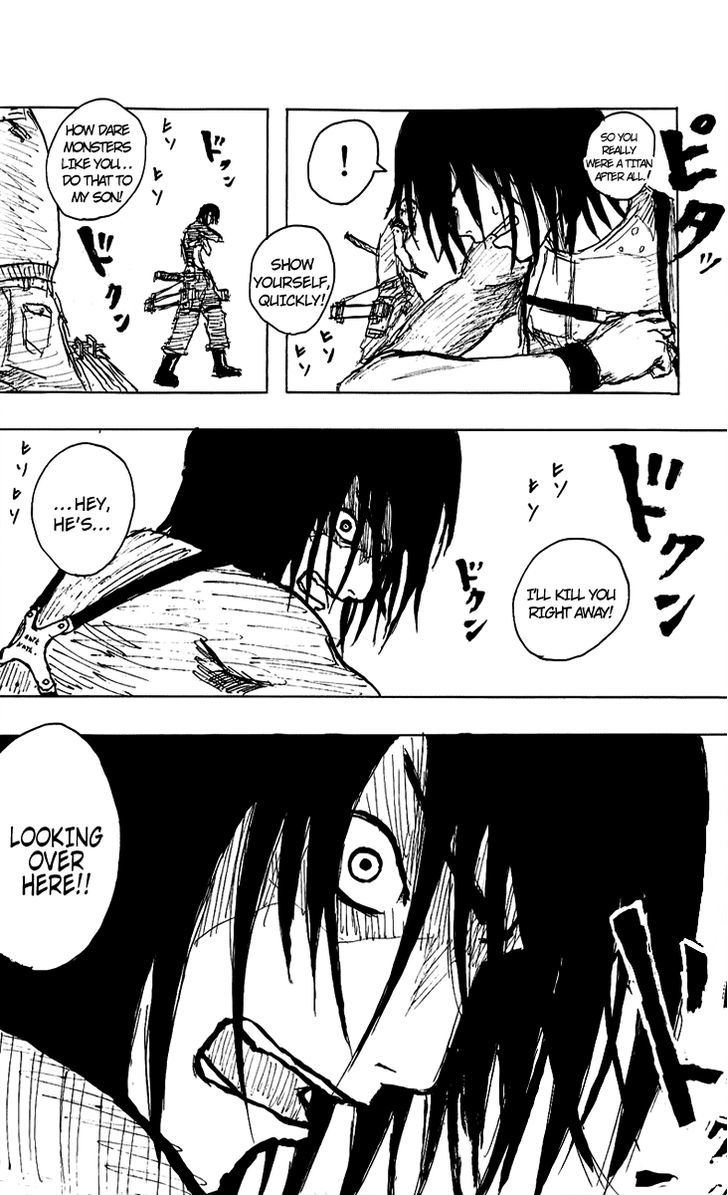 ピタッ
SO YOU
REALLY
WERE A TITAN
AFTER ALL!
!
SHOW
YOURSELF,
QUICKLY!
ヒソ
ヒソ
ドクン
ヒソ
ヒソ
HOW DARE
MONSTERS
LIKE YOU..
DO THAT TO
MY SON!
ドクン
ドクン
ヒソ
ヒソ
I'LL KILL YOU
RIGHT AWAY!
ドクン
...HEY,
HE'S...
ヒソ
ヒソ
ヒソ
LOOKING
OVER
HERE!!
ド